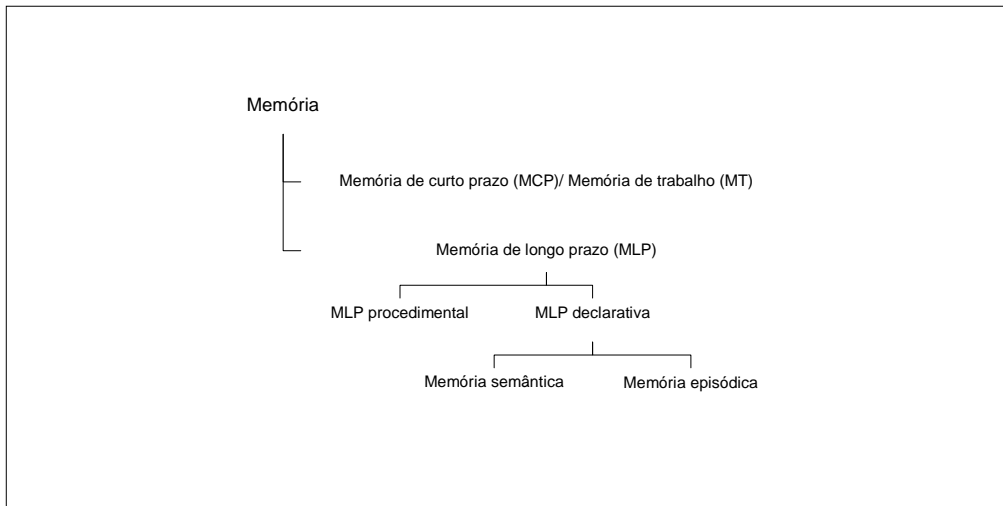 Memória
Memória de curto prazo (MCP)/ Memória de trabalho (MT)
Memória de longo prazo (MLP)
MLP procedimental
MLP declarativa
Memória semântica
Memória episódica